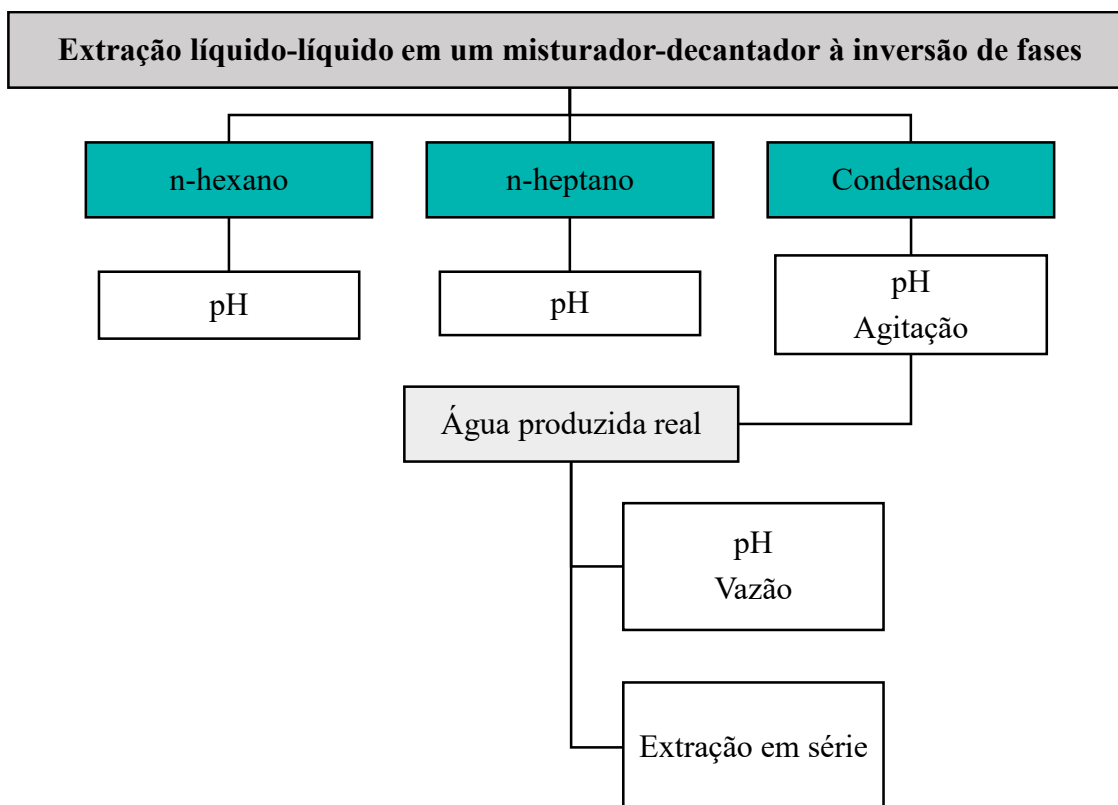 Extração líquido-líquido em um misturador-decantador à inversão de fases
n-hexano
n-heptano
Condensado
pH
pH
pH
Agitação
Água produzida real
pH
Vazão
Extração em série